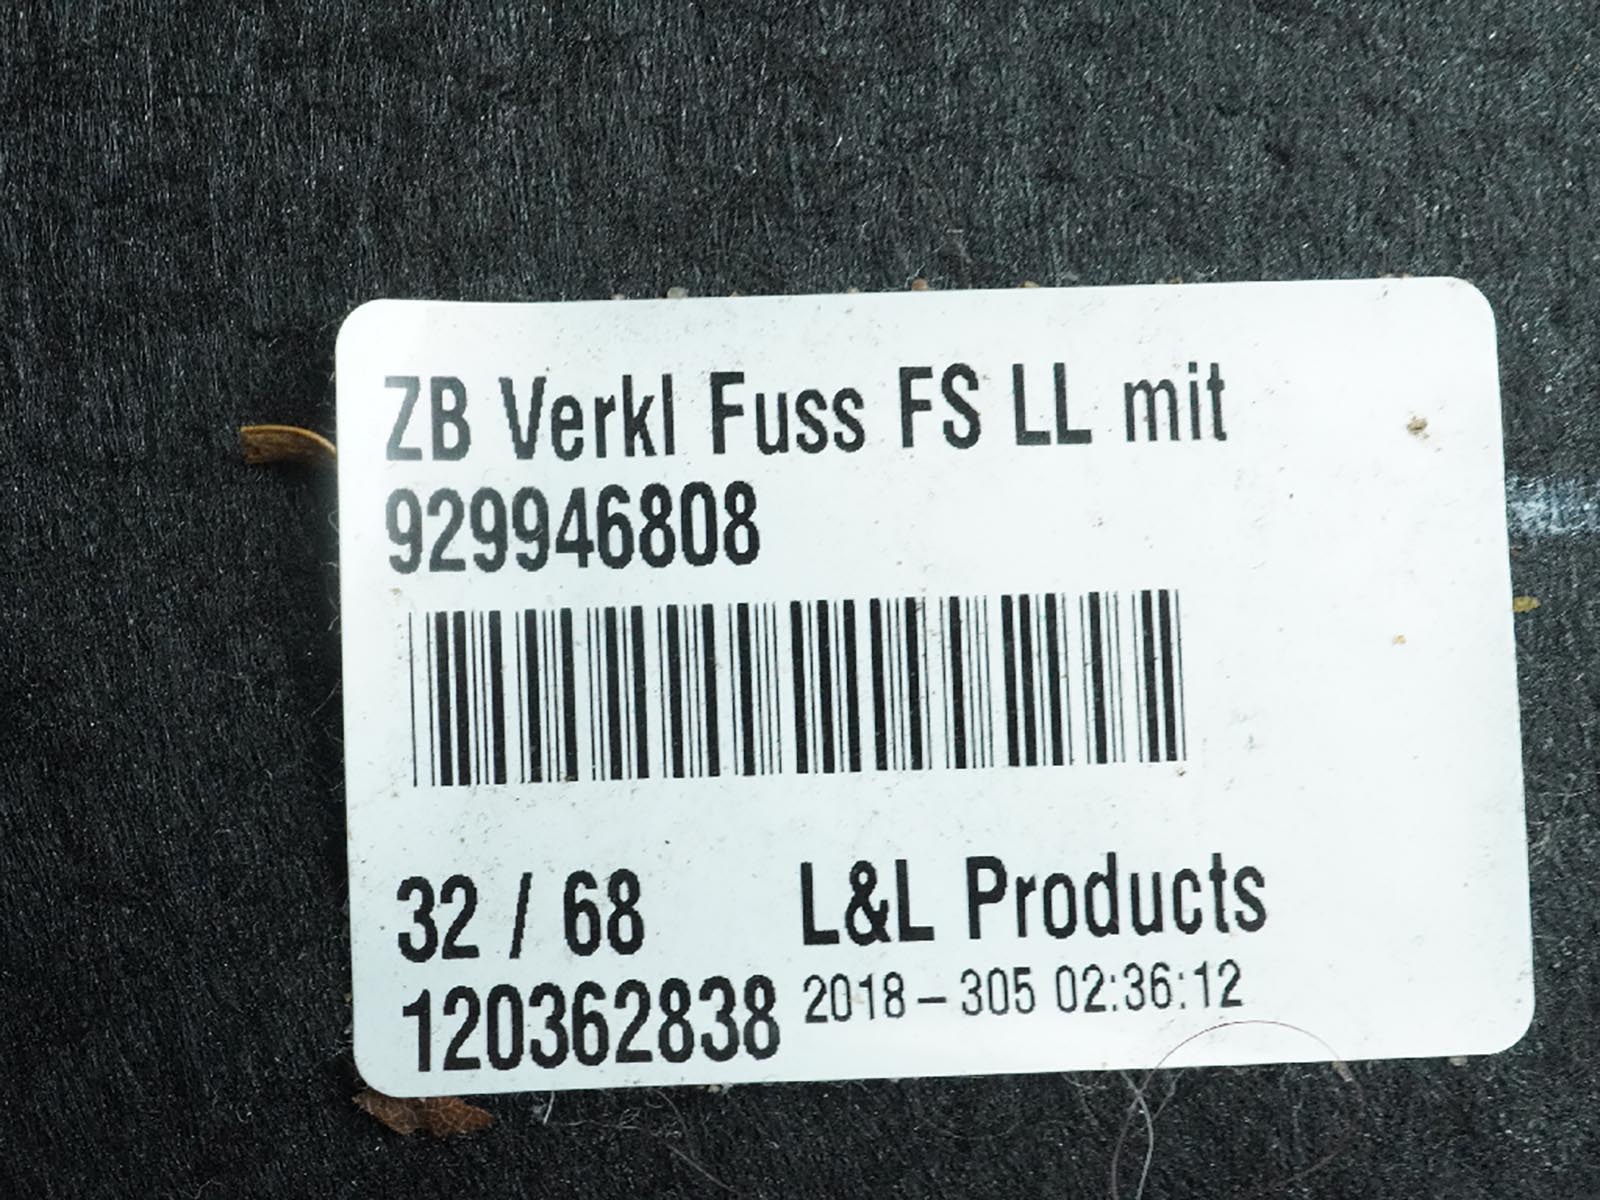 ZB Verkl Fuss FS LL mit
929946808
32 / 68 L&L Products
120362838 2018-305 02:36:12